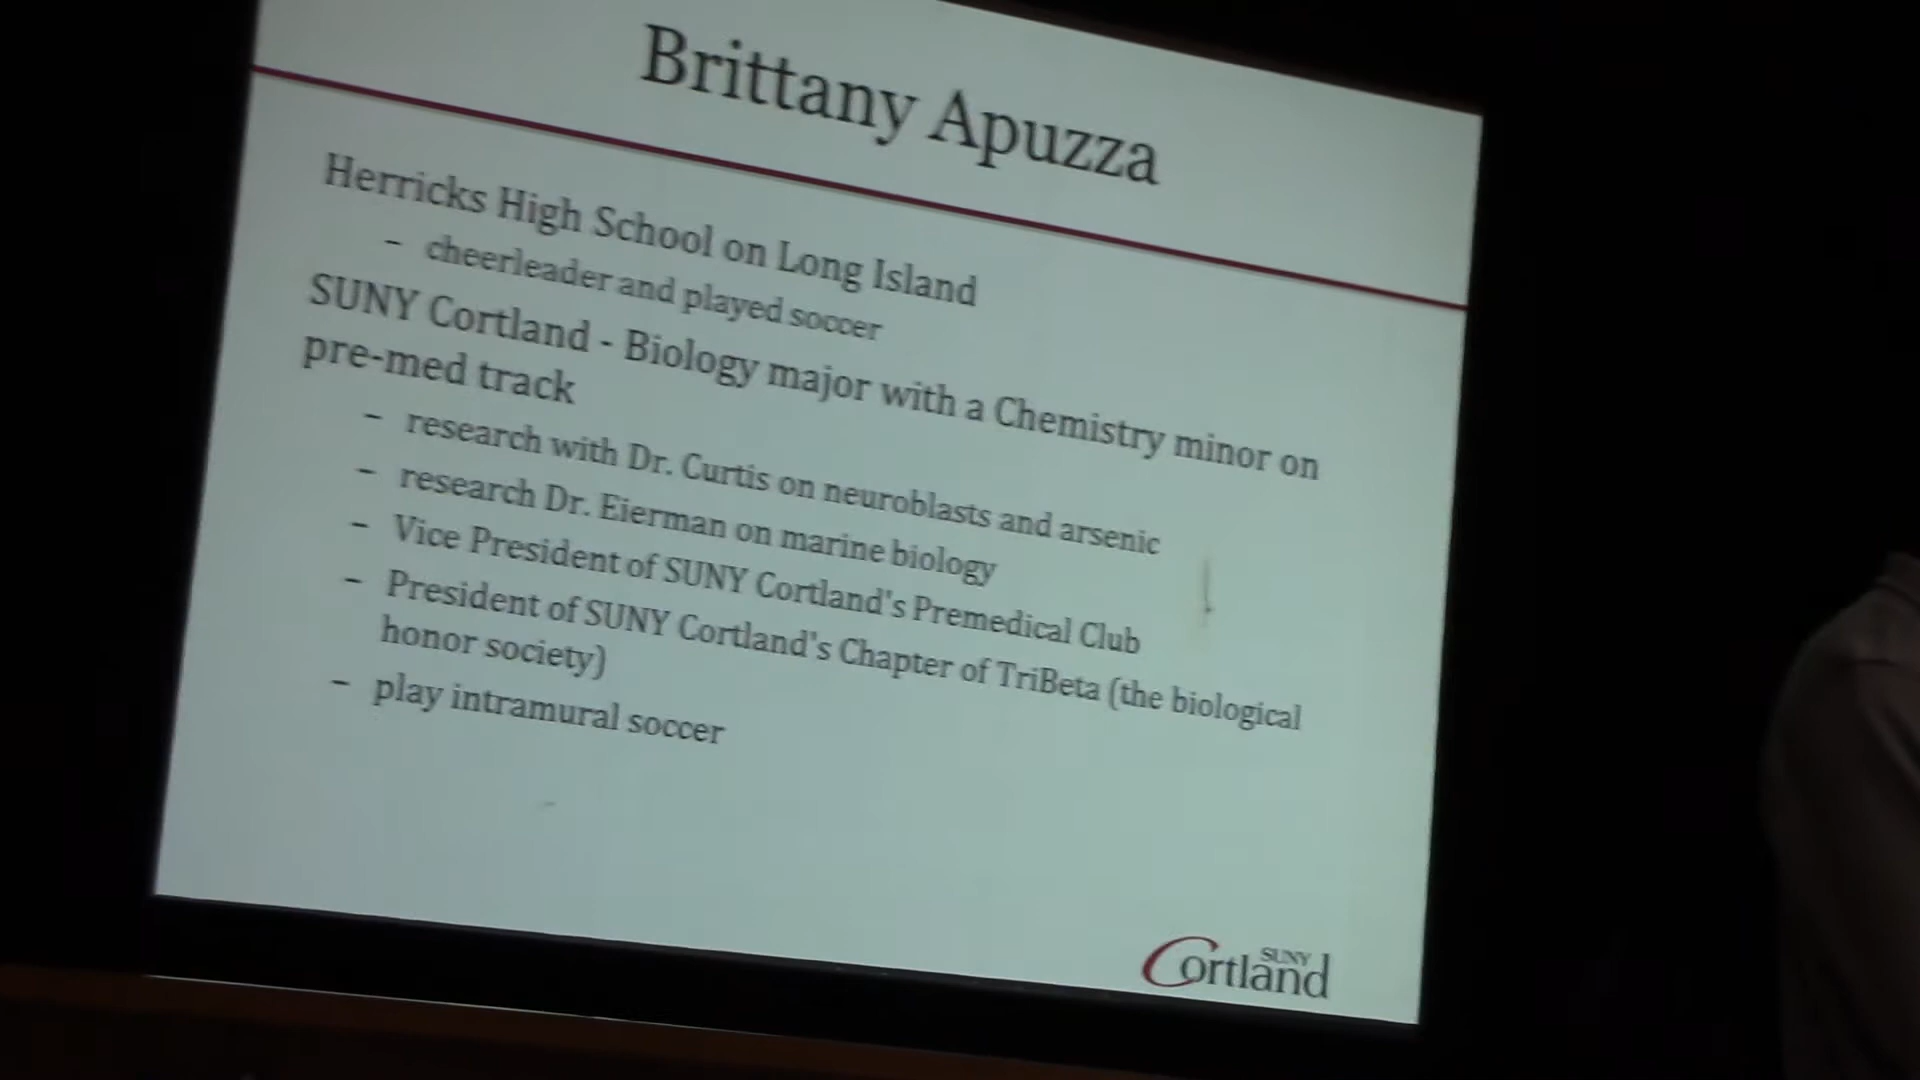 Brittany Apuzza
Herricks High School on Long Island
– cheerleader and played soccer
SUNY Cortland - Biology major with a Chemistry minor on
pre-med track
– research with Dr. Curtis on neuroblasts and arsenic
– research Dr. Eierman on marine biology
– Vice President of SUNY Cortland's Premedical Club
– President of SUNY Cortland's Chapter of TriBeta (the biological
honor society)
– play intramural soccer
SUNY
Cortland